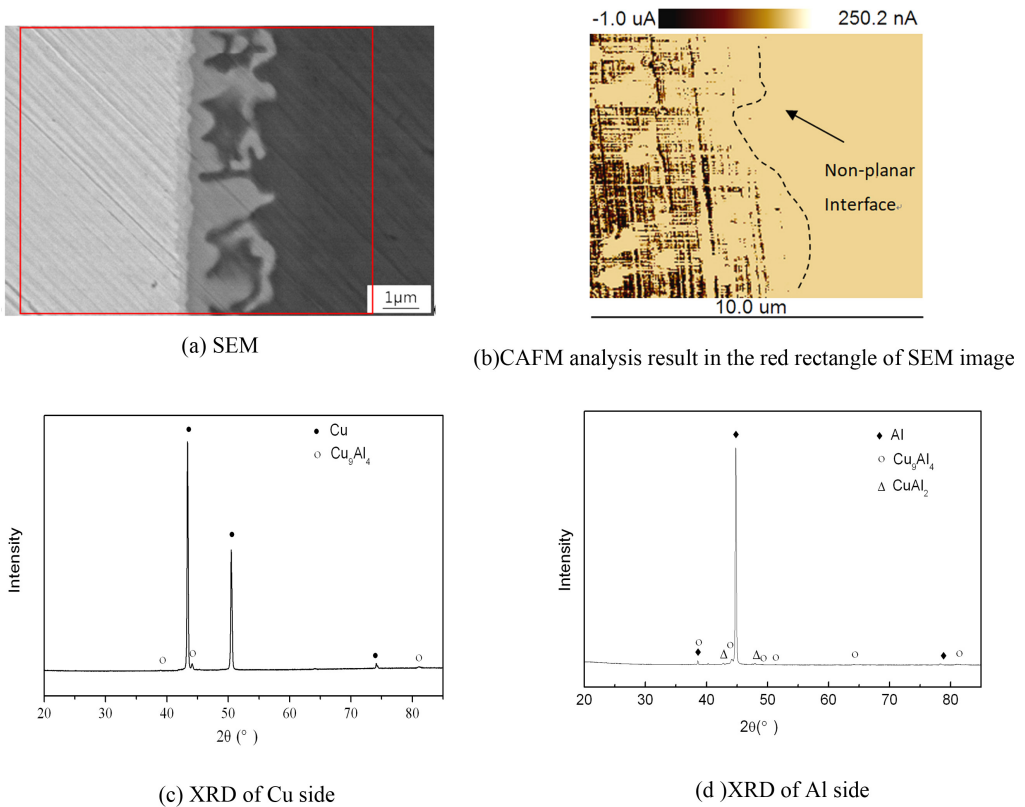 -1.0 uA 250.2 nA
Non-planar
Interface
1μm
10.0 um
(a) SEM
(b)CAFM analysis result in the red rectangle of SEM image
Cu
Cu9Al4
Intensity
20 30 40 50 60 70 80
2θ (°)
(c) XRD of Cu side
Al
Cu9Al4
CuAl2
Intensity
20 30 40 50 60 70 80
2θ(°)
(d )XRD of Al side